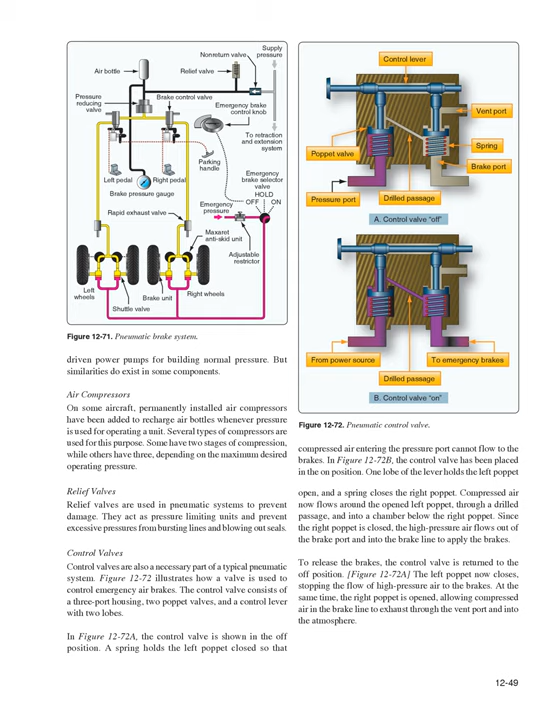 Supply
pressure
Nonreturn valve
Air bottle
Relief valve
Pressure
reducing
valve
Brake control valve
Emergency brake
control knob
To retraction
and extension
system
Parking
handle
Left pedal
Right pedal
Emergency
brake selector
valve
HOLD
OFF
ON
Brake pressure gauge
Emergency
pressure
Rapid exhaust valve
Maxaret
anti-skid unit
Adjustable
restrictor
Left
wheels
Brake unit
Right wheels
Shuttle valve
Figure 12-71. Pneumatic brake system.
driven power pumps for building normal pressure. But
similarities do exist in some components.
Air Compressors
On some aircraft, permanently installed air compressors
have been added to recharge air bottles whenever pressure
is used for operating a unit. Several types of compressors are
used for this purpose. Some have two stages of compression,
while others have three, depending on the maximum desired
operating pressure.
Relief Valves
Relief valves are used in pneumatic systems to prevent
damage. They act as pressure limiting units and prevent
excessive pressures from bursting lines and blowing out seals.
Control Valves
Control valves are also a necessary part of a typical pneumatic
system. Figure 12-72 illustrates how a valve is used to
control emergency air brakes. The control valve consists of
a three-port housing, two poppet valves, and a control lever
with two lobes.
In Figure 12-72A, the control valve is shown in the off
position. A spring holds the left poppet closed so that
Control lever
Vent port
Spring
Poppet valve
Brake port
Pressure port
Drilled passage
A. Control valve “off”
From power source
To emergency brakes
Drilled passage
B. Control valve “on”
Figure 12-72. Pneumatic control valve.
compressed air entering the pressure port cannot flow to the
brakes. In Figure 12-72B, the control valve has been placed
in the on position. One lobe of the lever holds the left poppet
open, and a spring closes the right poppet. Compressed air
now flows around the opened left poppet, through a drilled
passage, and into a chamber below the right poppet. Since
the right poppet is closed, the high-pressure air flows out of
the brake port and into the brake line to apply the brakes.
To release the brakes, the control valve is returned to the
off position. [Figure 12-72A] The left poppet now closes,
stopping the flow of high-pressure air to the brakes. At the
same time, the right poppet is opened, allowing compressed
air in the brake line to exhaust through the vent port and into
the atmosphere.
12-49